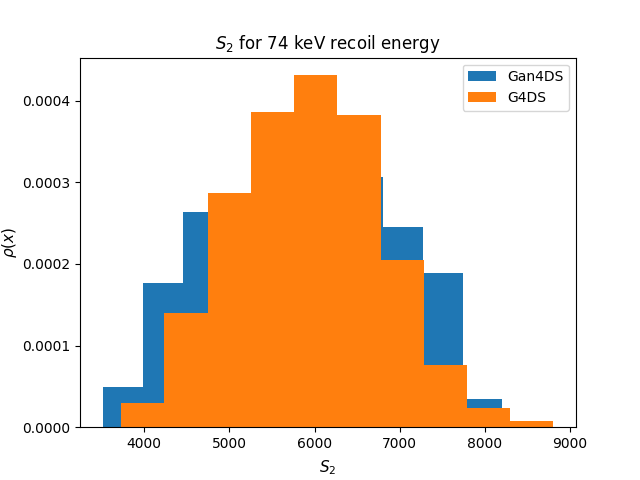 S₂ for 74 keV recoil energy
Gan4DS
G4DS
ρ(x)
0.0004
0.0003
0.0002
0.0001
0.0000
4000 5000 6000 7000 8000 9000
S₂